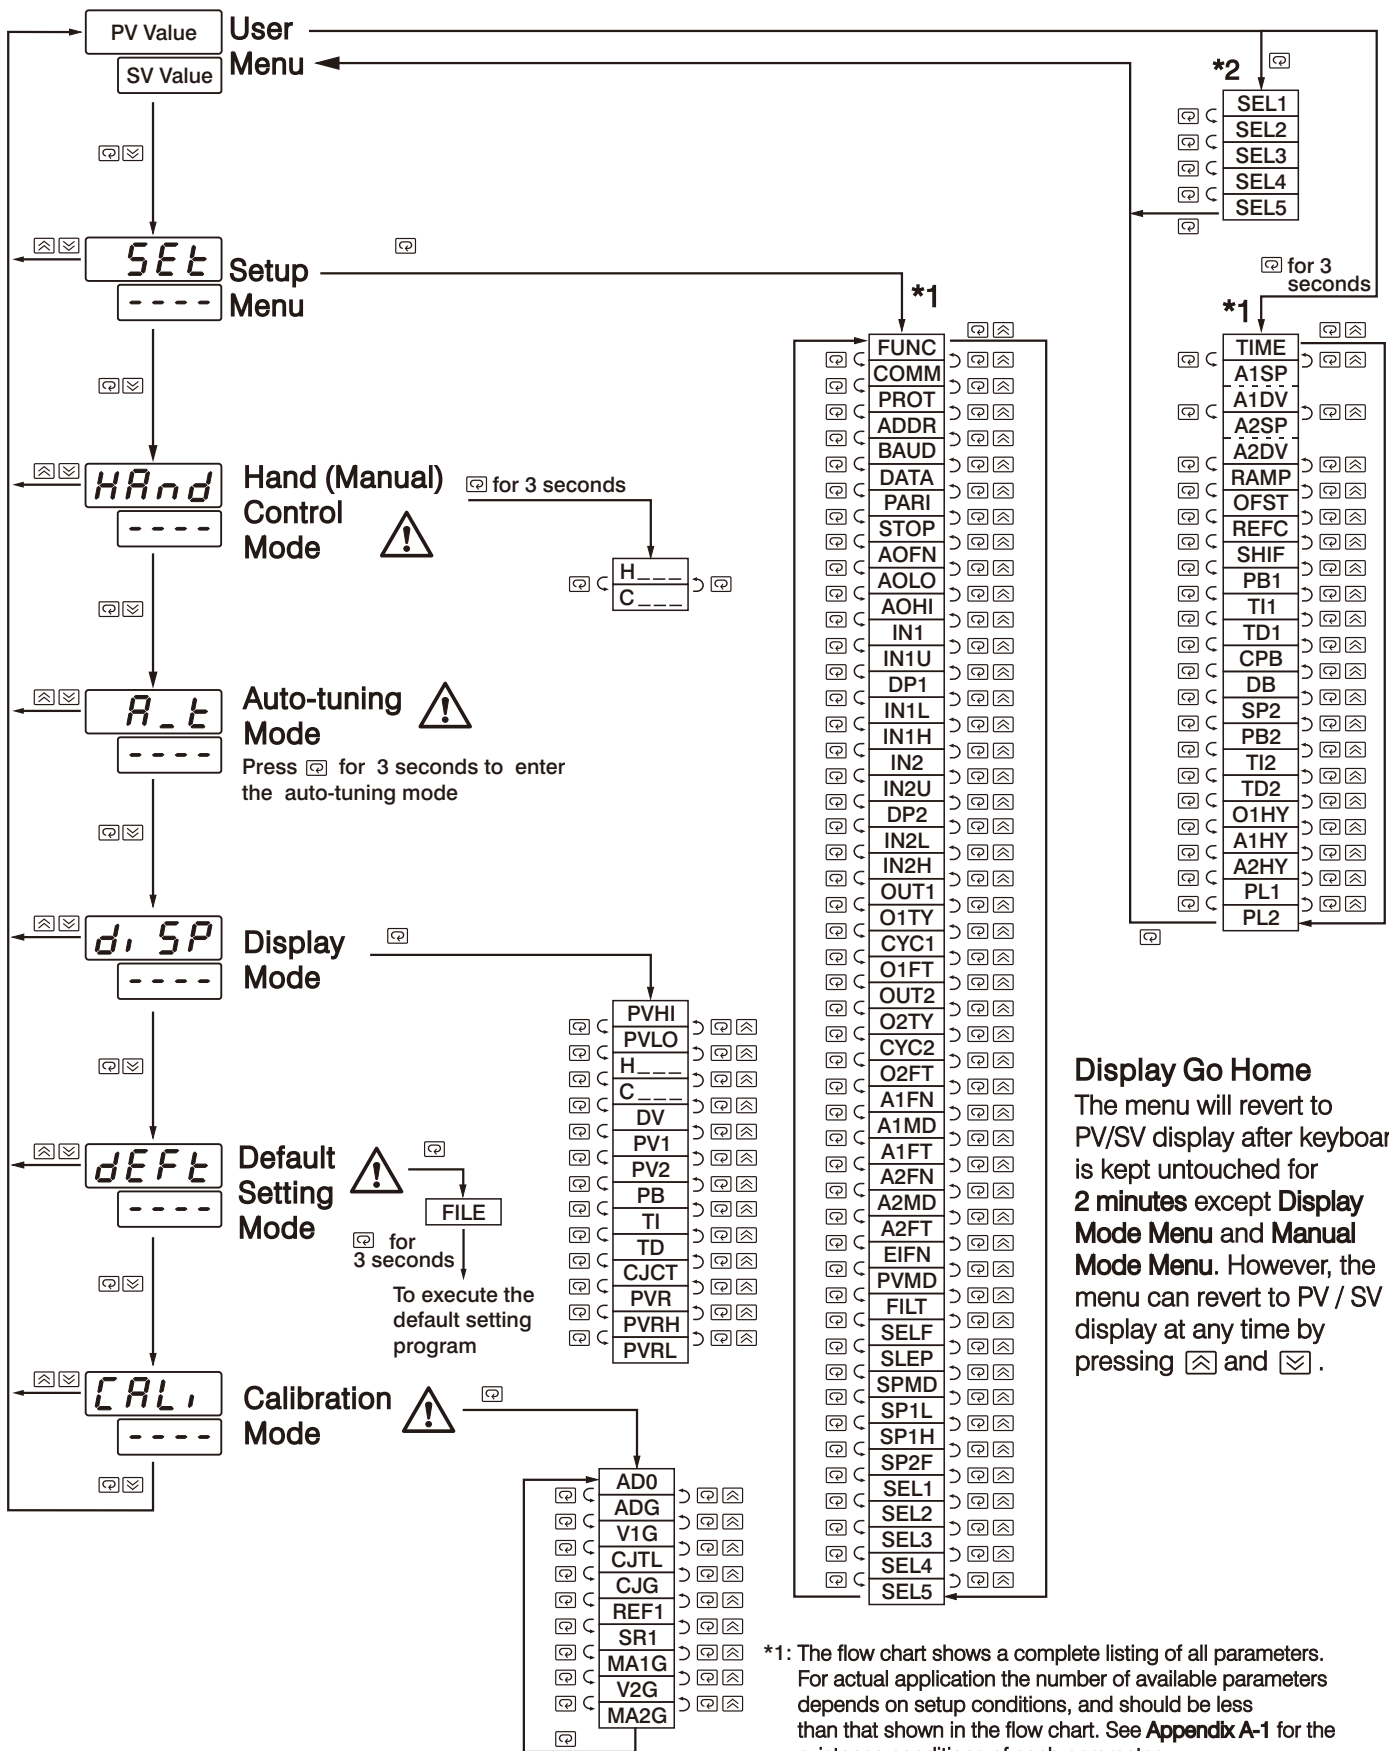 PV Value
User
Menu
SV Value
*2
SEL1
SEL2
SEL3
SEL4
SEL5
SEt
- - - -
Setup
Menu
for 3
seconds
*1
TIME
A1SP
A1DV
A2SP
A2DV
RAMP
OFST
REFC
SHIF
PB1
TI1
TD1
CPB
DB
SP2
PB2
TI2
TD2
O1HY
A1HY
A2HY
PL1
PL2
*1
FUNC
COMM
PROT
ADDR
BAUD
DATA
PARI
STOP
AOFN
AOLO
AOHI
IN1
IN1U
DP1
IN1L
IN1H
IN2
IN2U
DP2
IN2L
IN2H
OUT1
O1TY
CYC1
O1FT
OUT2
O2TY
CYC2
O2FT
A1FN
A1MD
A1FT
A2FN
A2MD
A2FT
EIFN
PVMD
FILT
SELF
SLEP
SPMD
SP1L
SP1H
SP2F
SEL1
SEL2
SEL3
SEL4
SEL5
HAnd
- - - -
Hand (Manual)
Control
Mode
for 3 seconds
H_ _ _
C_ _ _
A_t
- - - -
Auto-tuning
Mode
Press for 3 seconds to enter
the auto-tuning mode
di SP
- - - -
Display
Mode
PVHI
PVLO
H_ _ _
C_ _ _
DV
PV1
PV2
PB
TI
TD
CJCT
PVR
PVRH
PVRL
dEFt
- - - -
Default
Setting
Mode
FILE
for
3 seconds
To execute the
default setting
program
CALi
- - - -
Calibration
Mode
AD0
ADG
V1G
CJTL
CJG
REF1
SR1
MA1G
V2G
MA2G
Display Go Home
The menu will revert to
PV/SV display after keyboar
is kept untouched for
2 minutes except Display
Mode Menu and Manual
Mode Menu. However, the
menu can revert to PV / SV
display at any time by
pressing and .
*1: The flow chart shows a complete listing of all parameters.
For actual application the number of available parameters
depends on setup conditions, and should be less
than that shown in the flow chart. See Appendix A-1 for the